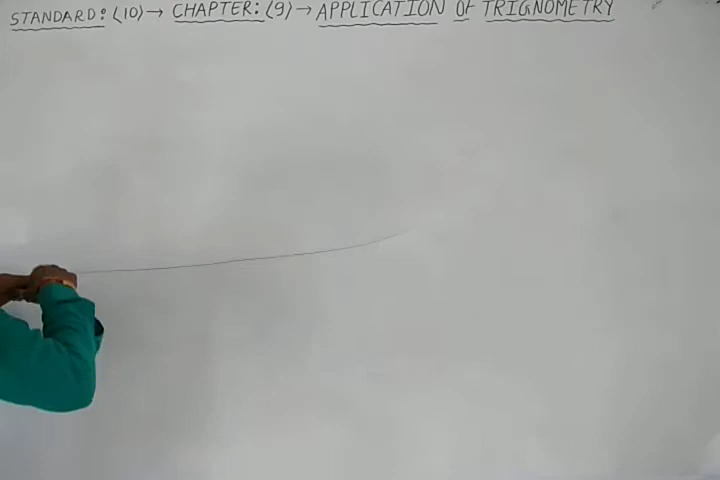 STANDARD: (10) → CHAPTER: (9) → APPLICATION OF TRIGNOMETRY